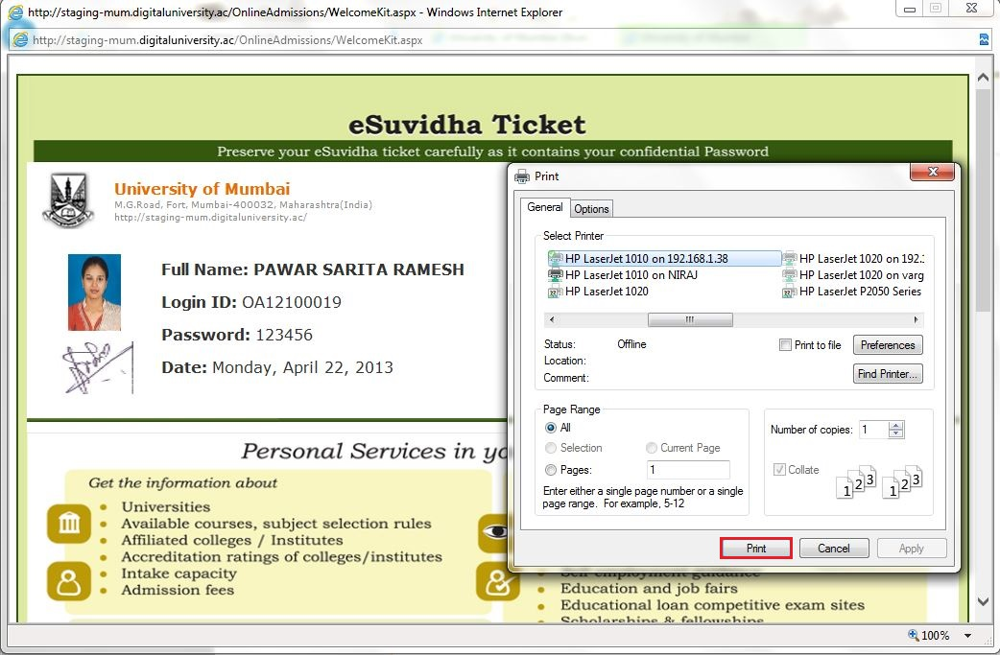 http://staging-mum.digitaluniversity.ac/OnlineAdmissions/WelcomeKit.aspx - Windows Internet Explorer
http://staging-mum.digitaluniversity.ac/OnlineAdmissions/WelcomeKit.aspx
eSuvidha Ticket
Preserve your eSuvidha ticket carefully as it contains your confidential Password
University of Mumbai
M.G.Road, Fort, Mumbai-400032, Maharashtra(India)
http://staging-mum.digitaluniversity.ac/
Full Name: PAWAR SARITA RAMESH
Login ID: OA12100019
Password: 123456
Date: Monday, April 22, 2013
Personal Services in yo
Get the information about
• Universities
• Available courses, subject selection rules
• Affiliated colleges / Institutes
• Accreditation ratings of colleges/institutes
• Intake capacity
• Admission fees
• Self employment guidance
• Education and job fairs
• Educational loan competitive exam sites
• Scholarships & fellowships
Print
General
Options
Select Printer
HP LaserJet 1010 on 192.168.1.38
HP LaserJet 1010 on NIRAJ
HP LaserJet 1020
HP LaserJet 1020 on 192.:
HP LaserJet 1020 on varg
HP LaserJet P2050 Series
Status: Offline
Location:
Comment:
Print to file
Preferences
Find Printer...
Page Range
All
Selection
Current Page
Pages: 1
Enter either a single page number or a single
page range. For example, 5-12
Number of copies: 1
Collate
1 2 3 1 2 3
Print
Cancel
Apply
100%